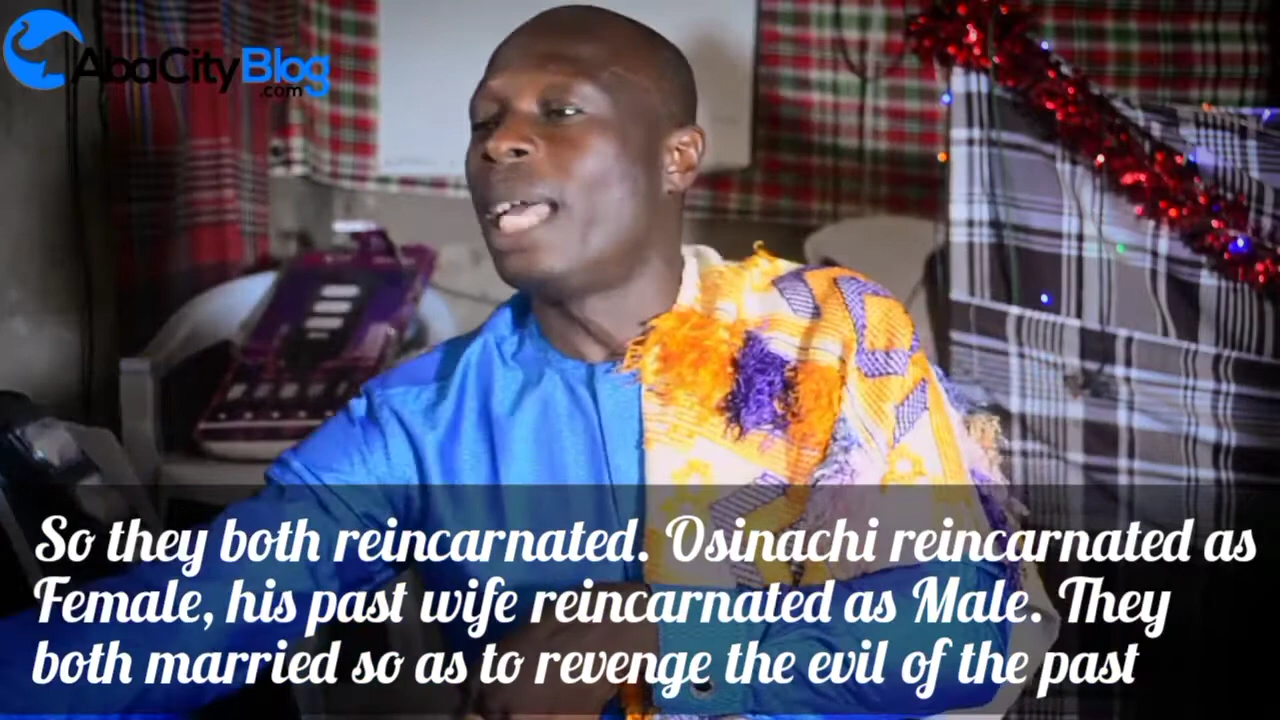 AbaCityBlog
.com
So they both reincarnated. Osinachi reincarnated as
Female, his past wife reincarnated as Male. They
both married so as to revenge the evil of the past